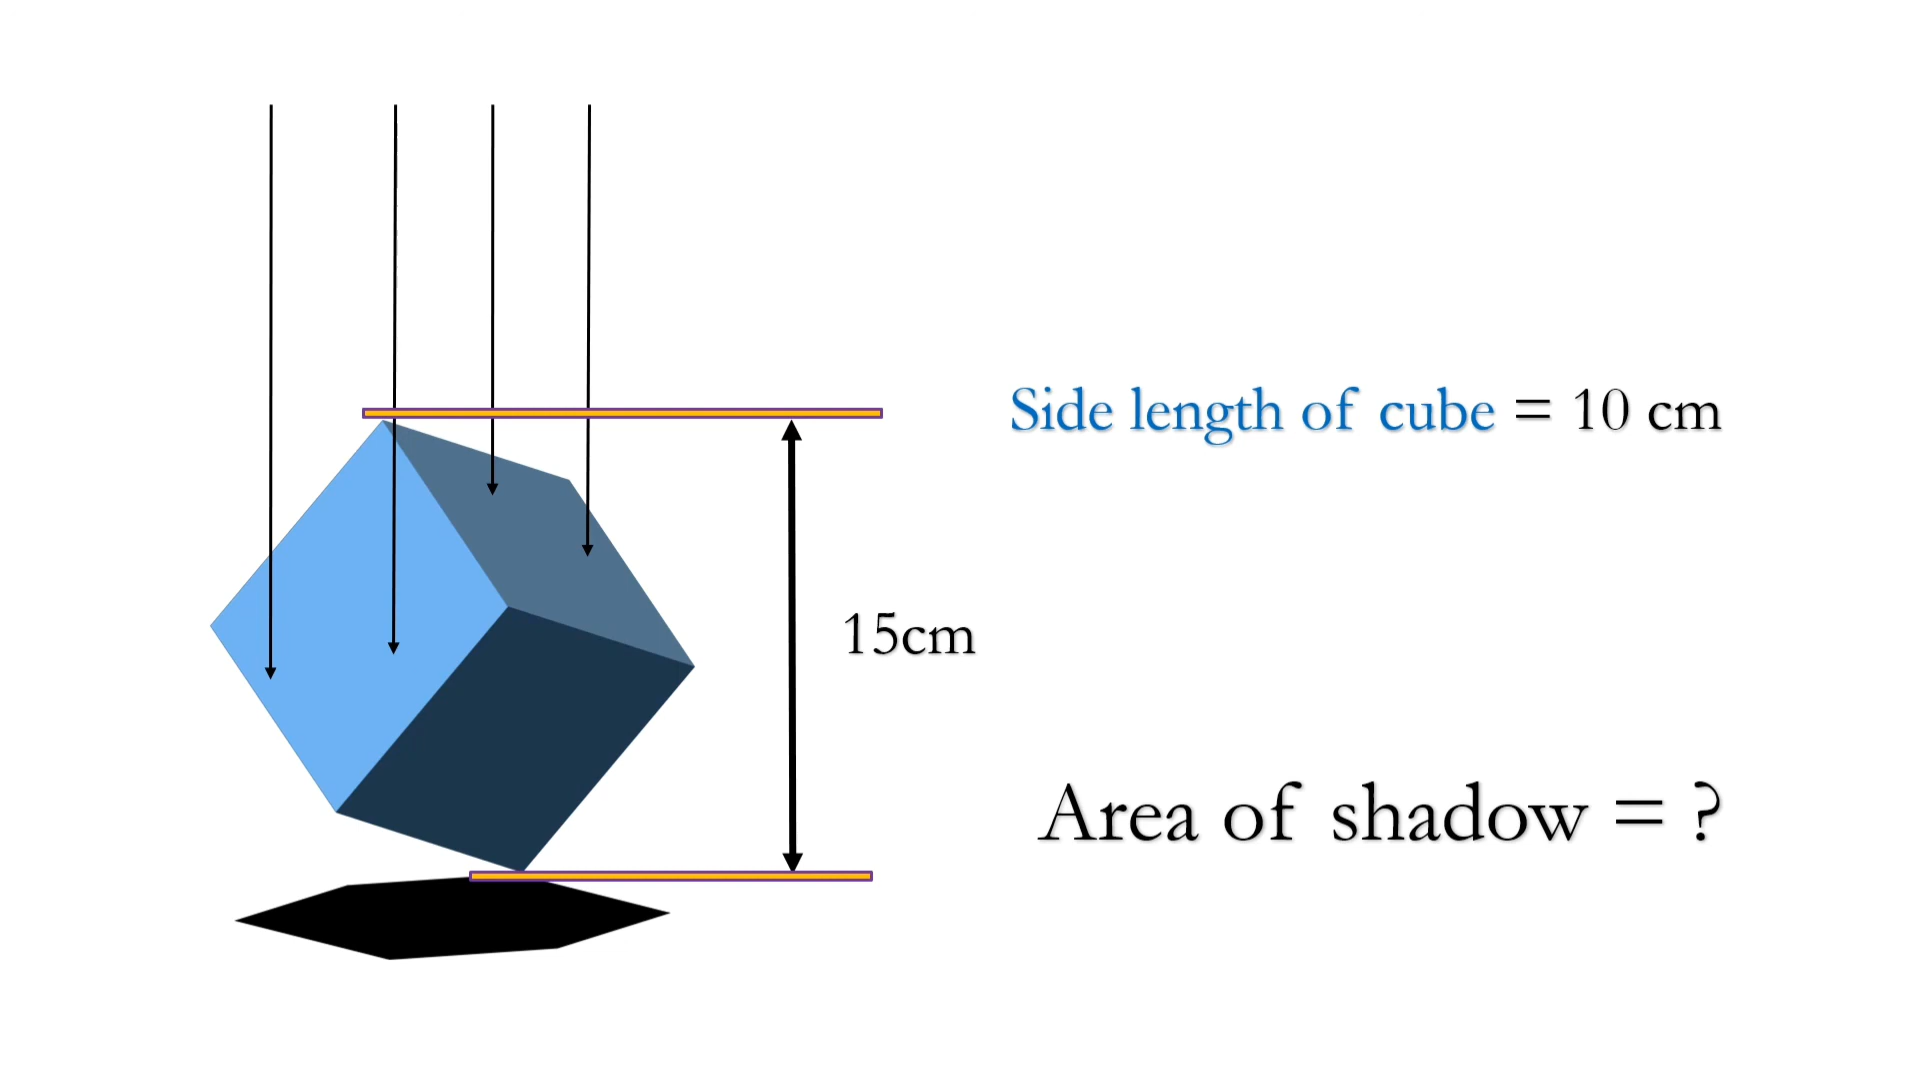 Side length of cube = 10 cm
15cm
Area of shadow = ?